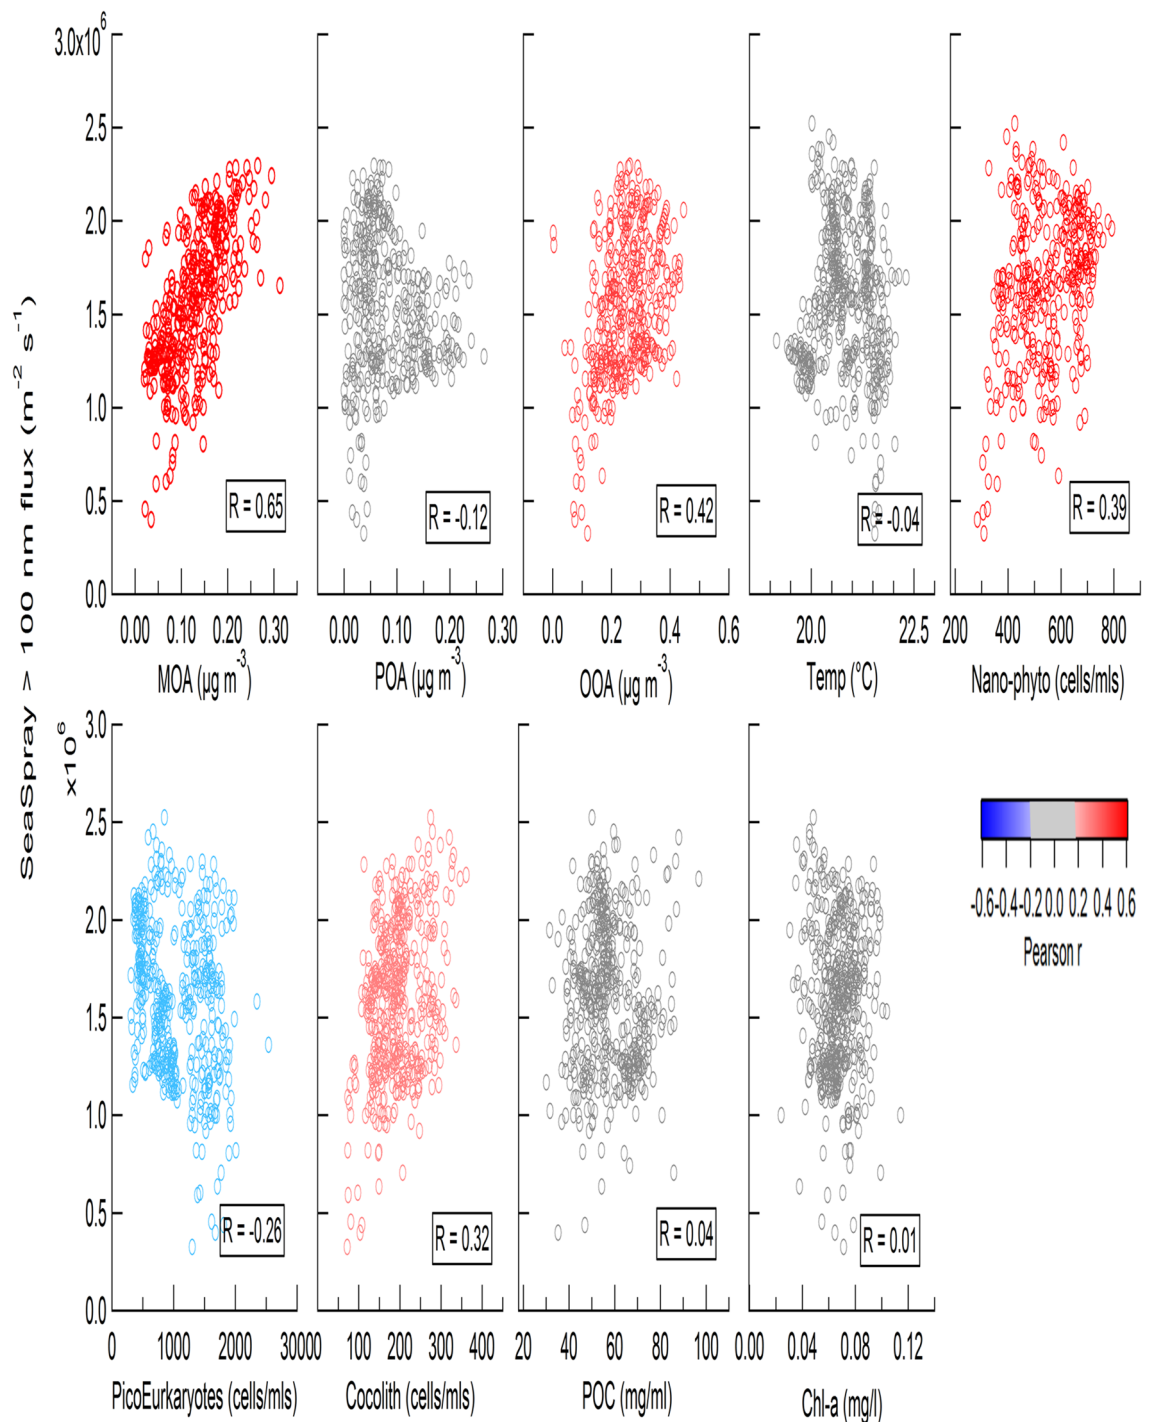 SeaSpray > 100 nm flux (m⁻² s⁻¹)
3.0x10⁶
2.5
2.0
1.5
1.0
0.5
0.0
R = 0.65
R = -0.12
R = 0.42
R = -0.04
R = 0.39
0.00 0.10 0.20 0.30
0.00 0.10 0.20 0.30
0.0 0.2 0.4 0.6
20.0 22.5
200 400 600 800
MOA (µg m⁻³)
POA (µg m⁻³)
OOA (µg m⁻³)
Temp (°C)
Nano-phyto (cells/mls)
x10⁶
3.0
2.5
2.0
1.5
1.0
0.5
0.0
R = -0.26
R = 0.32
R = 0.04
R = 0.01
0 1000 2000 3000
0 100 200 300 400
20 40 60 80 100
0.00 0.04 0.08 0.12
PicoEurkaryotes (cells/mls)
Cocolith (cells/mls)
POC (mg/ml)
Chl-a (mg/l)
-0.6 -0.4 -0.2 0.0 0.2 0.4 0.6
Pearson r